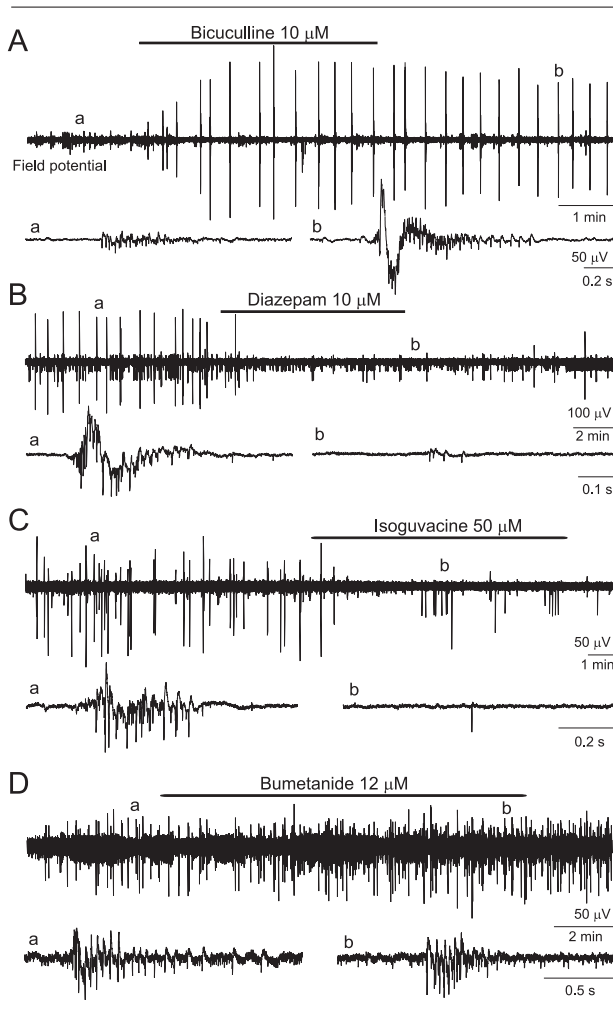 A
Bicuculline 10 μM
a
b
Field potential
1 min
a
b
50 μV
0.2 s
B
Diazepam 10 μM
a
b
100 μV
2 min
a
b
0.1 s
C
Isoguvacine 50 μM
a
b
50 μV
1 min
a
b
0.2 s
D
Bumetanide 12 μM
a
b
50 μV
2 min
a
b
0.5 s